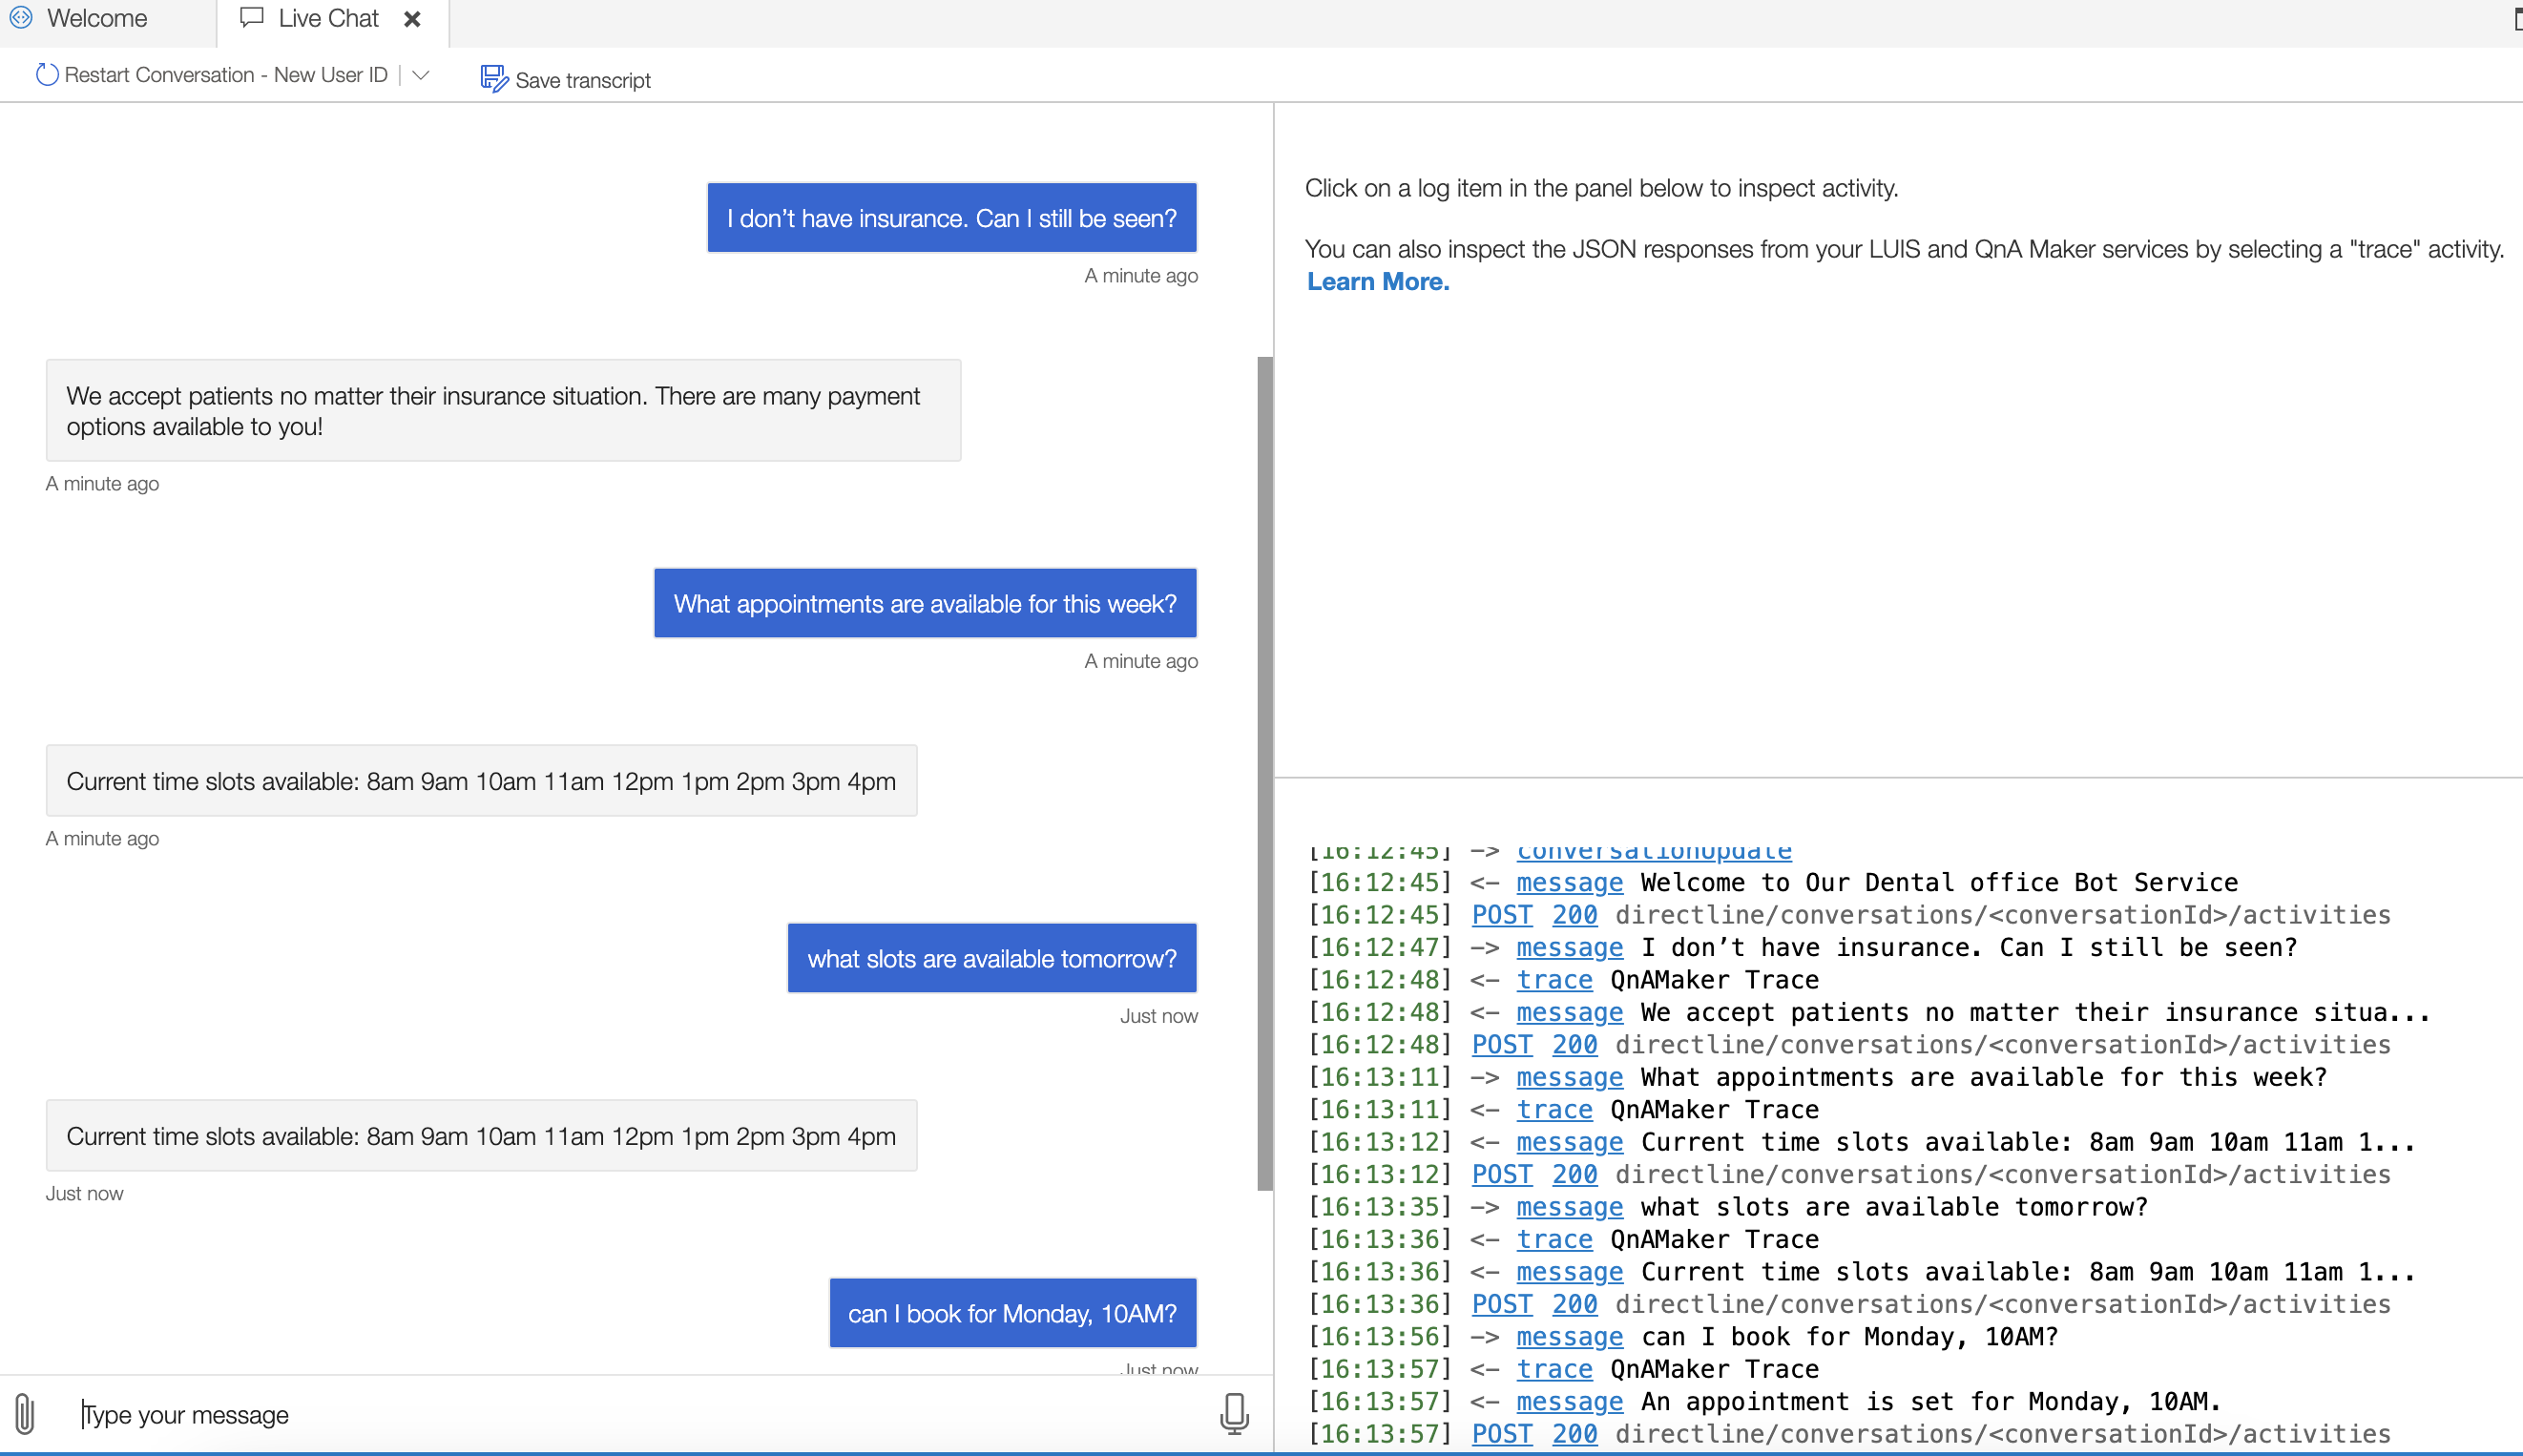 Welcome
Live Chat
Restart Conversation - New User ID
Save transcript
I don’t have insurance. Can I still be seen?
A minute ago
We accept patients no matter their insurance situation. There are many payment
options available to you!
A minute ago
What appointments are available for this week?
A minute ago
Current time slots available: 8am 9am 10am 11am 12pm 1pm 2pm 3pm 4pm
A minute ago
what slots are available tomorrow?
Just now
Current time slots available: 8am 9am 10am 11am 12pm 1pm 2pm 3pm 4pm
Just now
can I book for Monday, 10AM?
Just now
Type your message
Click on a log item in the panel below to inspect activity.
You can also inspect the JSON responses from your LUIS and QnA Maker services by selecting a "trace" activity.
Learn More.
[16:12:45] -> conversationUpdate
[16:12:45] <- message Welcome to Our Dental office Bot Service
[16:12:45] POST 200 directline/conversations/<conversationId>/activities
[16:12:47] -> message I don’t have insurance. Can I still be seen?
[16:12:48] <- trace QnAMaker Trace
[16:12:48] <- message We accept patients no matter their insurance situa...
[16:12:48] POST 200 directline/conversations/<conversationId>/activities
[16:13:11] -> message What appointments are available for this week?
[16:13:11] <- trace QnAMaker Trace
[16:13:12] <- message Current time slots available: 8am 9am 10am 11am 1...
[16:13:12] POST 200 directline/conversations/<conversationId>/activities
[16:13:35] -> message what slots are available tomorrow?
[16:13:36] <- trace QnAMaker Trace
[16:13:36] <- message Current time slots available: 8am 9am 10am 11am 1...
[16:13:36] POST 200 directline/conversations/<conversationId>/activities
[16:13:56] -> message can I book for Monday, 10AM?
[16:13:57] <- trace QnAMaker Trace
[16:13:57] <- message An appointment is set for Monday, 10AM.
[16:13:57] POST 200 directline/conversations/<conversationId>/activities